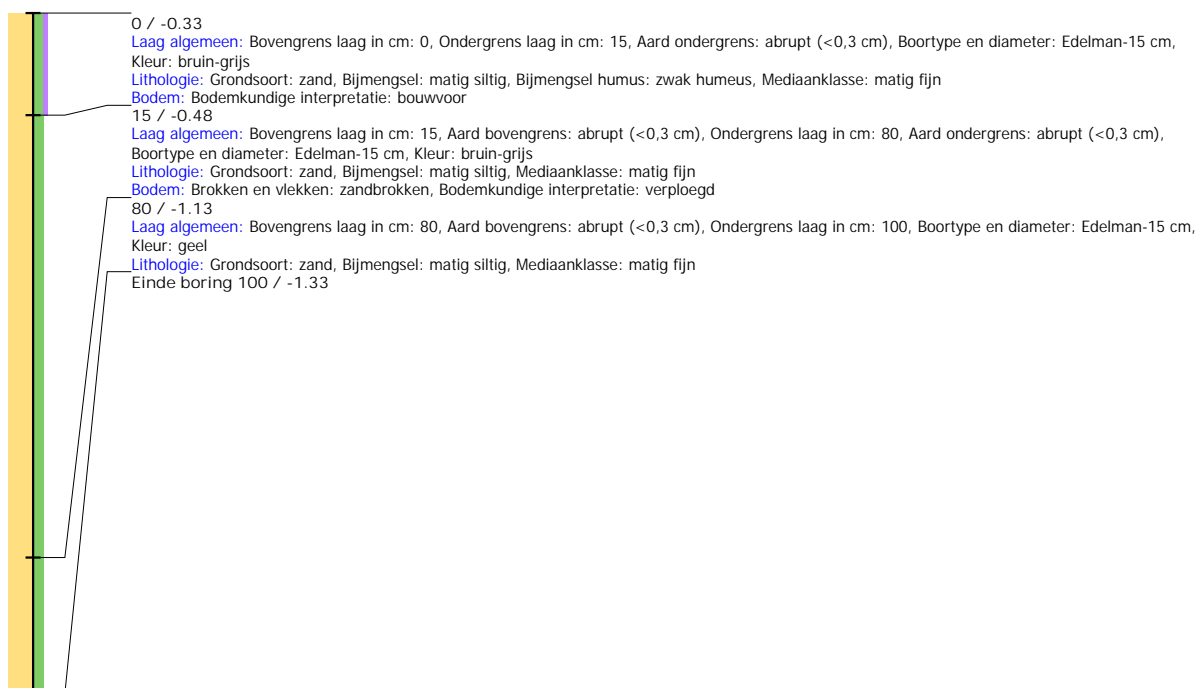 0 / -0.33
Laag algemeen: Bovengrens laag in cm: 0, Ondergrens laag in cm: 15, Aard ondergrens: abrupt (<0,3 cm), Boortype en diameter: Edelman-15 cm,
Kleur: bruin-grijs
Lithologie: Grondsoort: zand, Bijmengsel: matig siltig, Bijmengsel humus: zwak humeus, Mediaanklasse: matig fijn
Bodem: Bodemkundige interpretatie: bouwvoor
15 / -0.48
Laag algemeen: Bovengrens laag in cm: 15, Aard bovengrens: abrupt (<0,3 cm), Ondergrens laag in cm: 80, Aard ondergrens: abrupt (<0,3 cm),
Boortype en diameter: Edelman-15 cm, Kleur: bruin-grijs
Lithologie: Grondsoort: zand, Bijmengsel: matig siltig, Mediaanklasse: matig fijn
Bodem: Brokken en vlekken: zandbrokken, Bodemkundige interpretatie: verploegd
80 / -1.13
Laag algemeen: Bovengrens laag in cm: 80, Aard bovengrens: abrupt (<0,3 cm), Ondergrens laag in cm: 100, Boortype en diameter: Edelman-15 cm,
Kleur: geel
Lithologie: Grondsoort: zand, Bijmengsel: matig siltig, Mediaanklasse: matig fijn
Einde boring 100 / -1.33